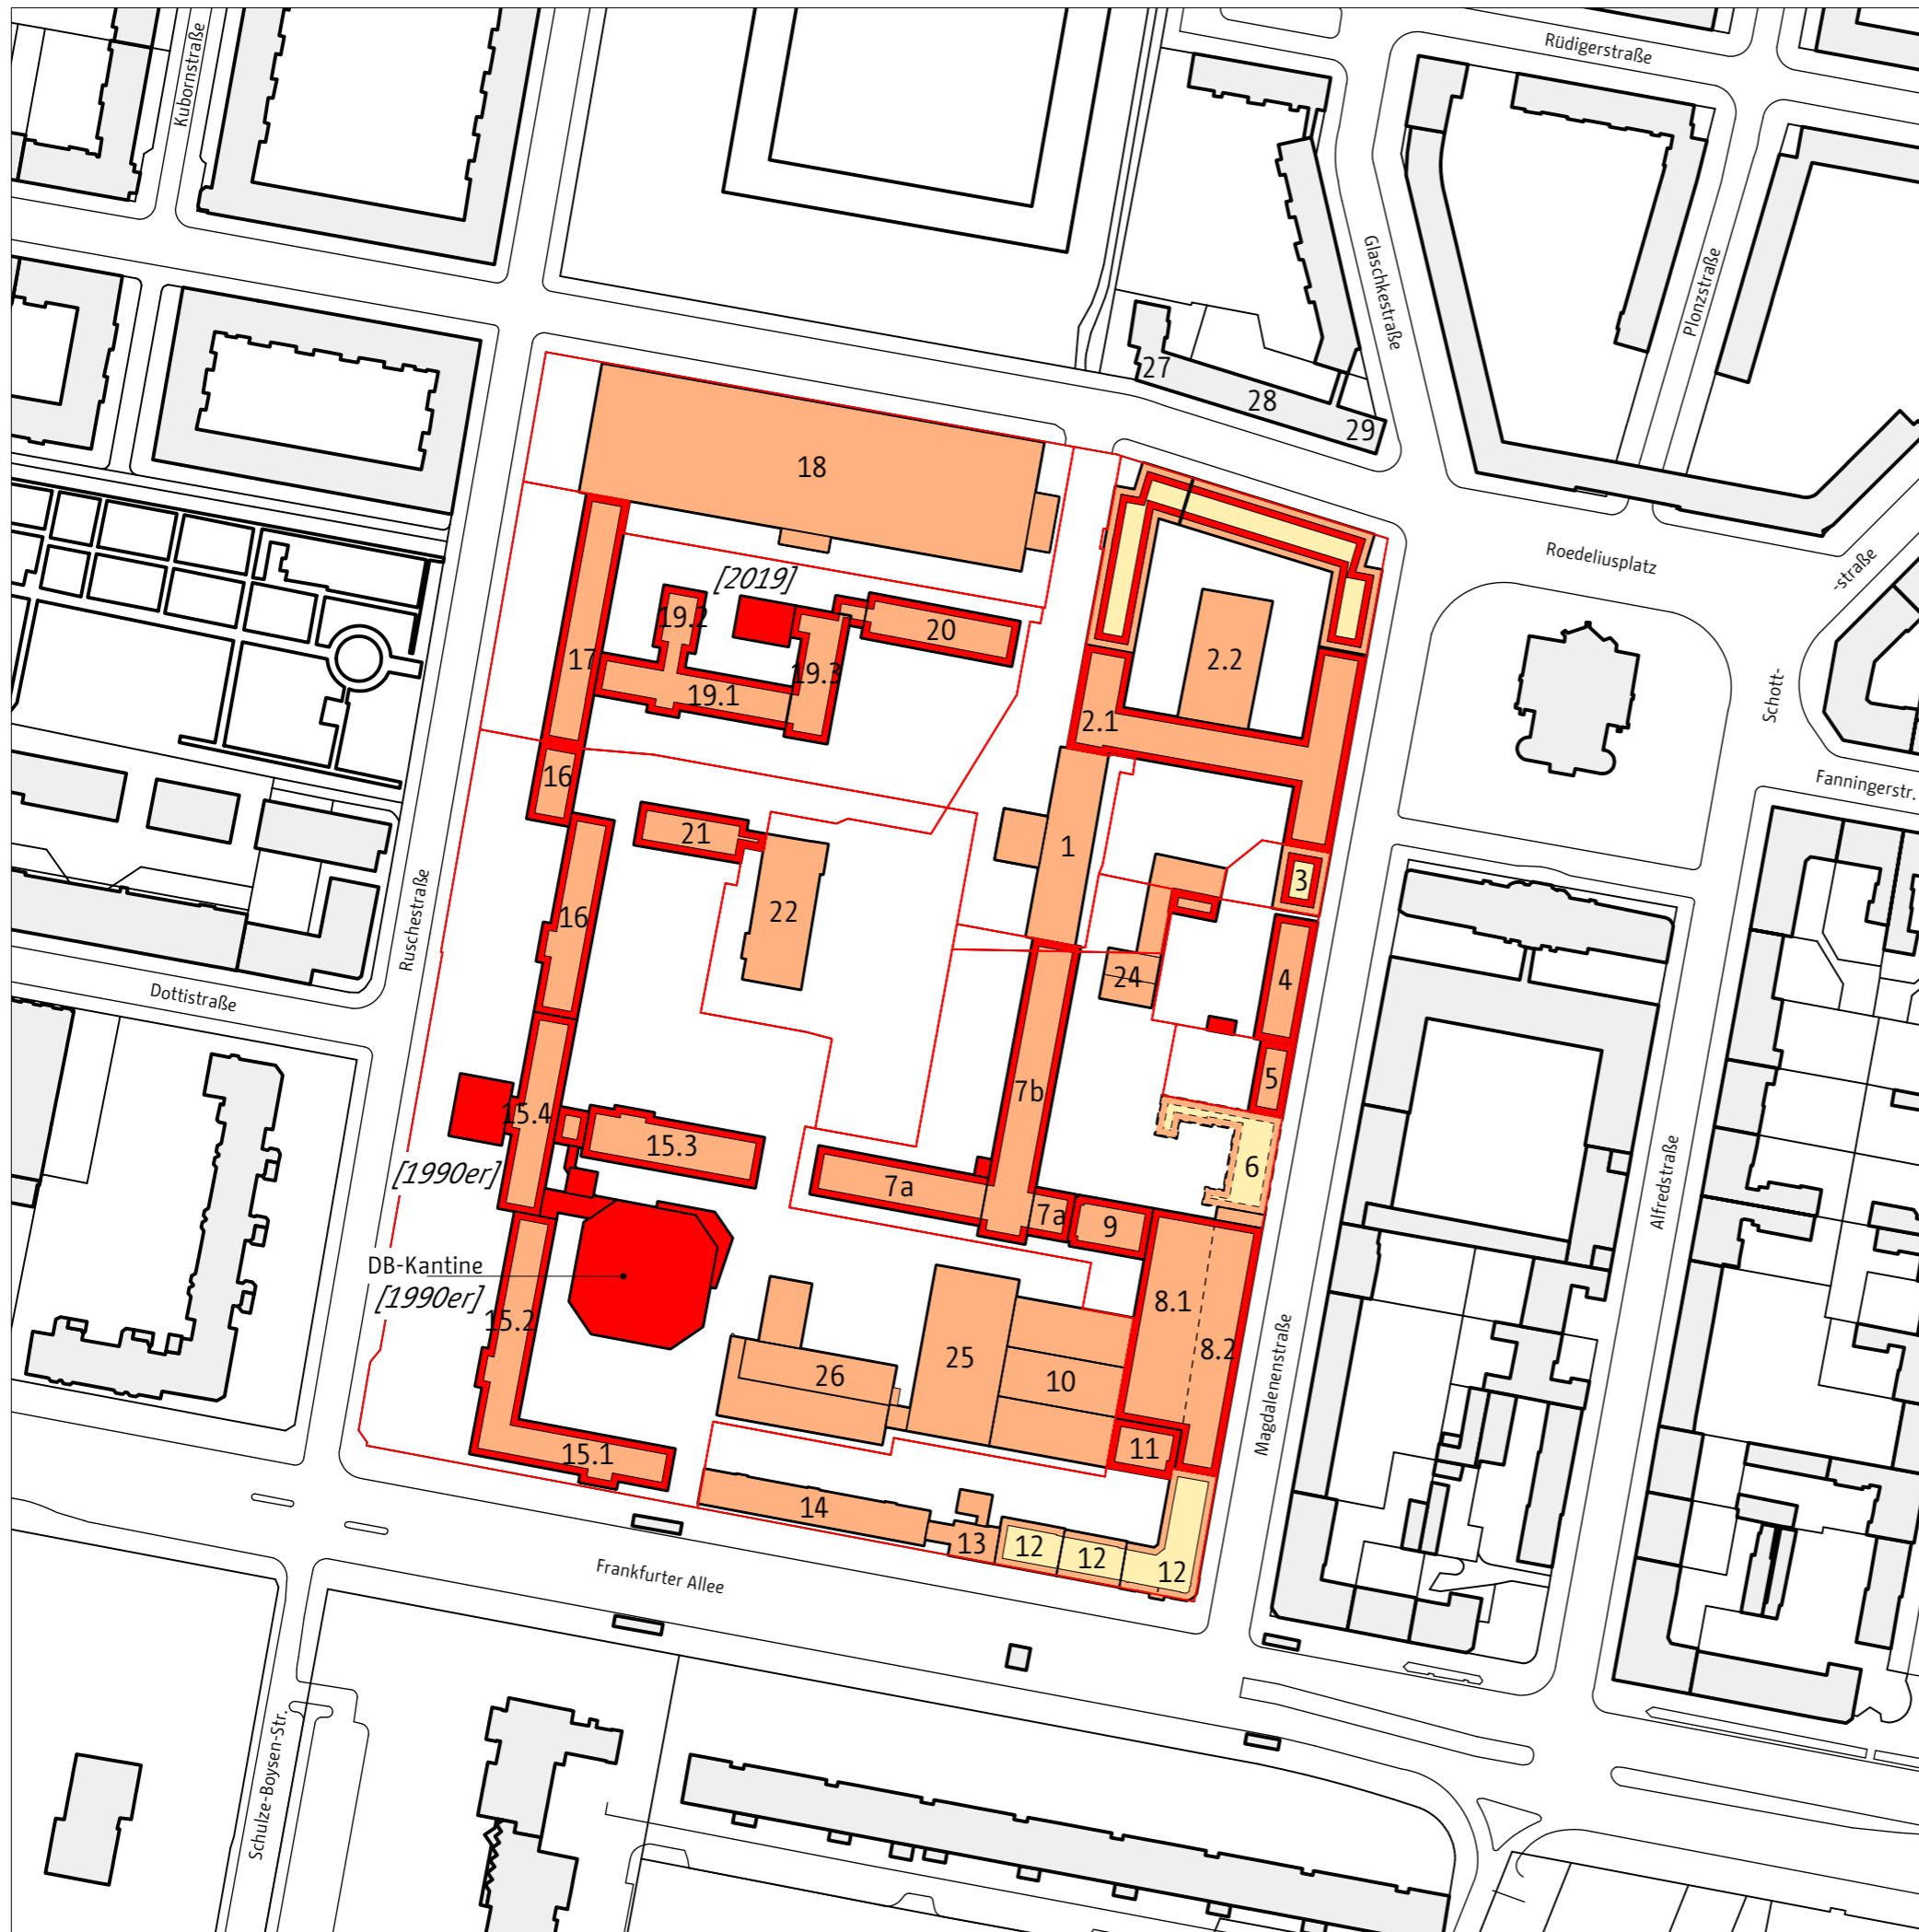 Kubornstraße
Rüdigerstraße
Glaschkestraße
Plonzstraße
27
28
29
18
Roedeliusplatz
-straße
[2019]
19.2
20
17
19.3
2.2
19.1
2.1
Schott-
16
Fanningerstr.
21
1
3
22
16
Ruschestraße
4
24
Dottistraße
5
7b
15.4
15.3
6
[1990er]
7a
7a
9
Alfredstraße
DB-Kantine
[1990er]
15.2
8.1
8.2
25
26
10
Magdalenenstraße
15.1
11
14
13
12
12
12
Frankfurter Allee
Schulze-Boysen-Str.